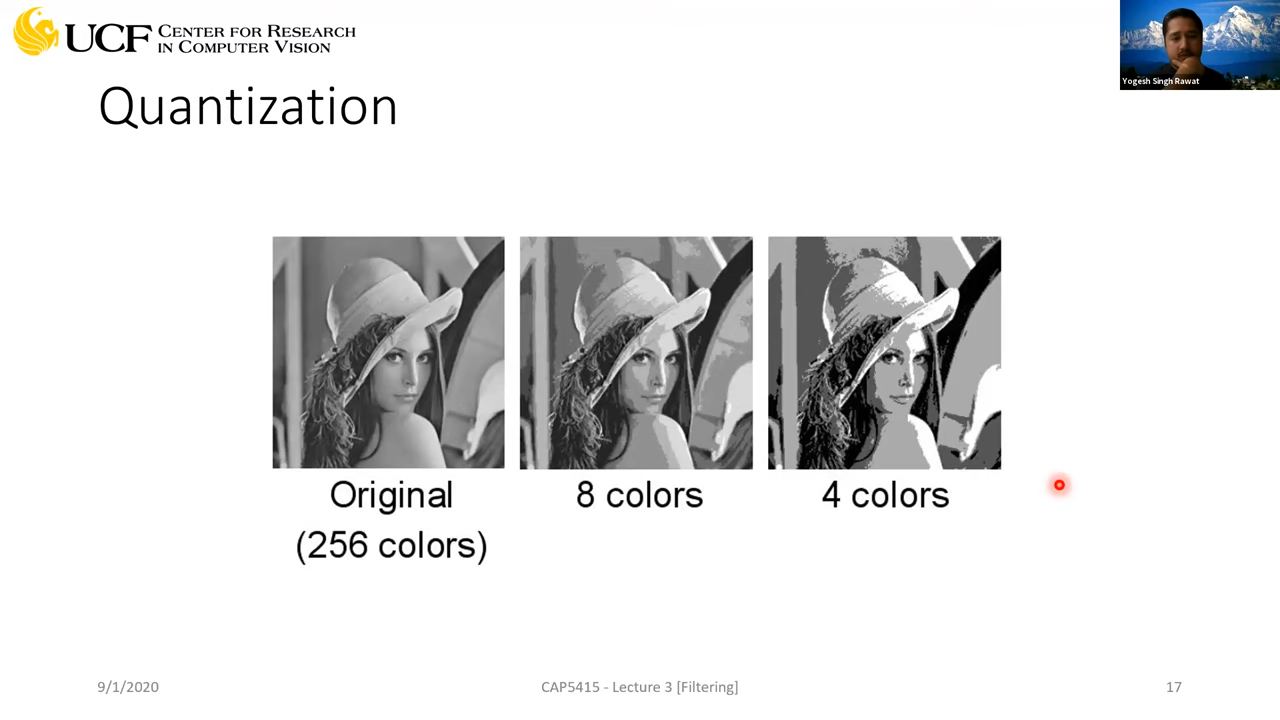 UCF CENTER FOR RESEARCH
IN COMPUTER VISION
Yogesh Singh Rawat
Quantization
Original
(256 colors)
8 colors
4 colors
9/1/2020
CAP5415 - Lecture 3 [Filtering]
17